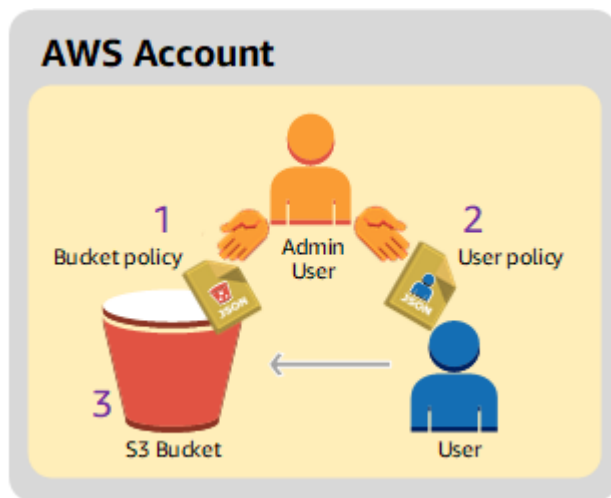 AWS Account
1
2
Bucket policy
Admin
User
User policy
JSON
JSON
3
S3 Bucket
User